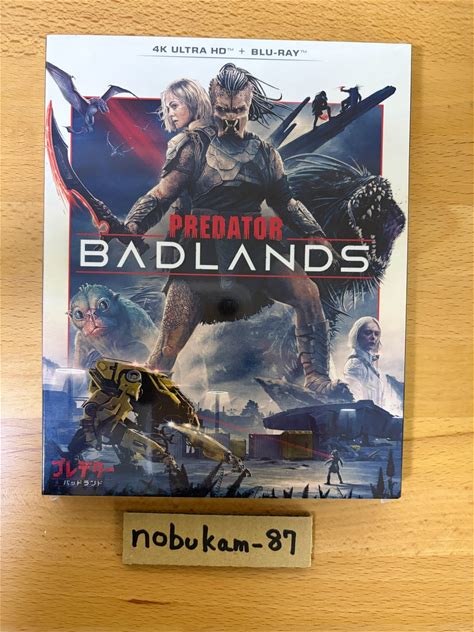 4K ULTRA HD™ + BLU-RAY™
PREDATOR
BADLANDS
プレデター
バッドランド
nobukam-87